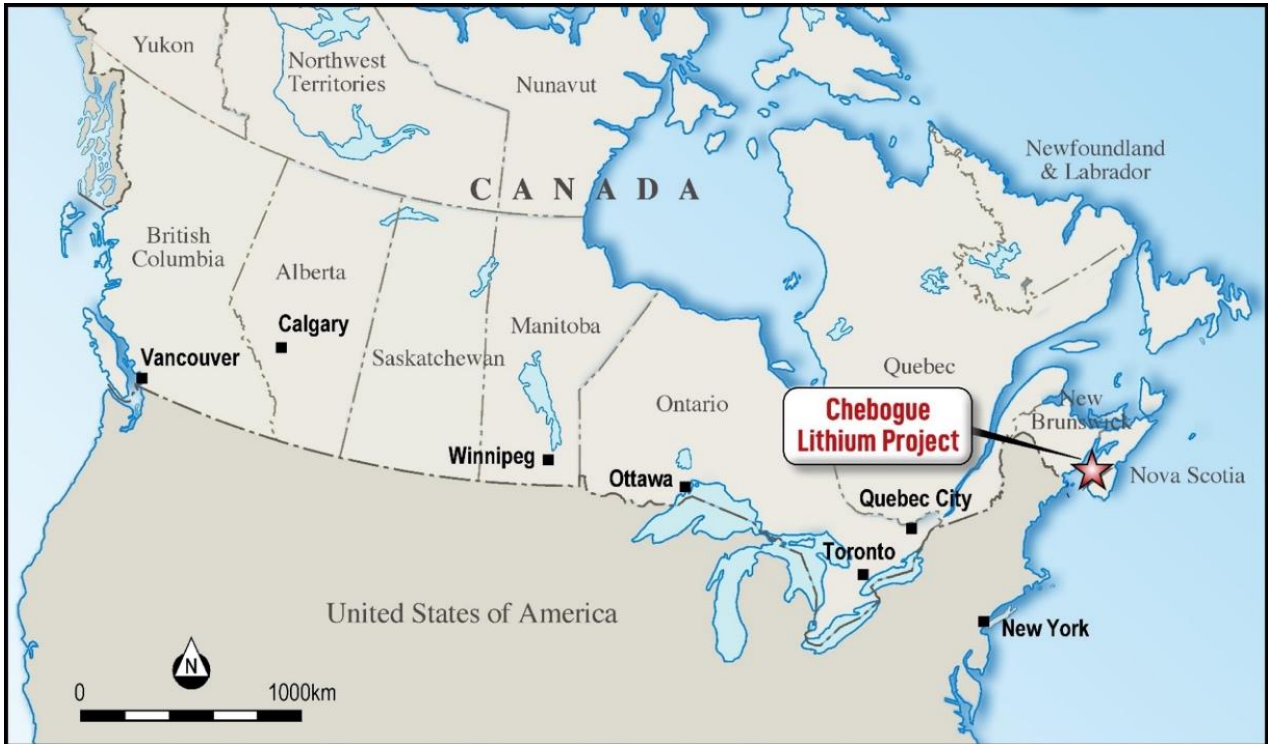 Yukon
Northwest
Territories
Nunavut
Newfoundland
& Labrador
CANADA
British
Columbia
Alberta
Calgary
Saskatchewan
Manitoba
Vancouver
Ontario
Quebec
Chebogue
Lithium Project
New
Brunswick
Nova Scotia
Winnipeg
Ottawa
Quebec City
Toronto
United States of America
New York
N
0 1000km